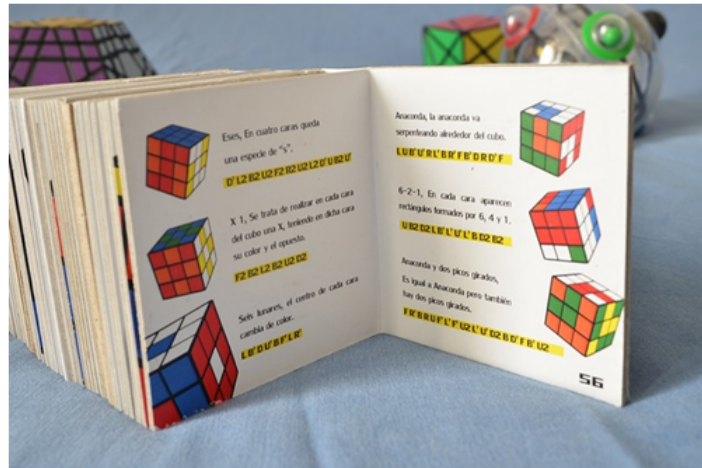 Eses, En cuatro caras queda
una especie de "s".
D' L2 B2 U2 F2 R2 U2 L2 D' U B2 U'
X 1, Se trata de realizar en cada cara
del cubo una X, teniendo en dicha cara
su color y el opuesto.
F2 B2 L2 R2 U2 D2
Seis lunares, el centro de cada cara
cambia de color.
L R' D U' B F' L R'
Anaconda, la anaconda va
serpenteando alrededor del cubo.
L U B' U' R L' B R' F B' D R D' F'
6-2-1, En cada cara aparecen
rectángulos formados por 6, 4 y 1.
U B2 D2 L B' L' U' L' B D2 B2
Anaconda y dos picos girados,
Es igual a Anaconda pero también
hay dos picos girados.
56